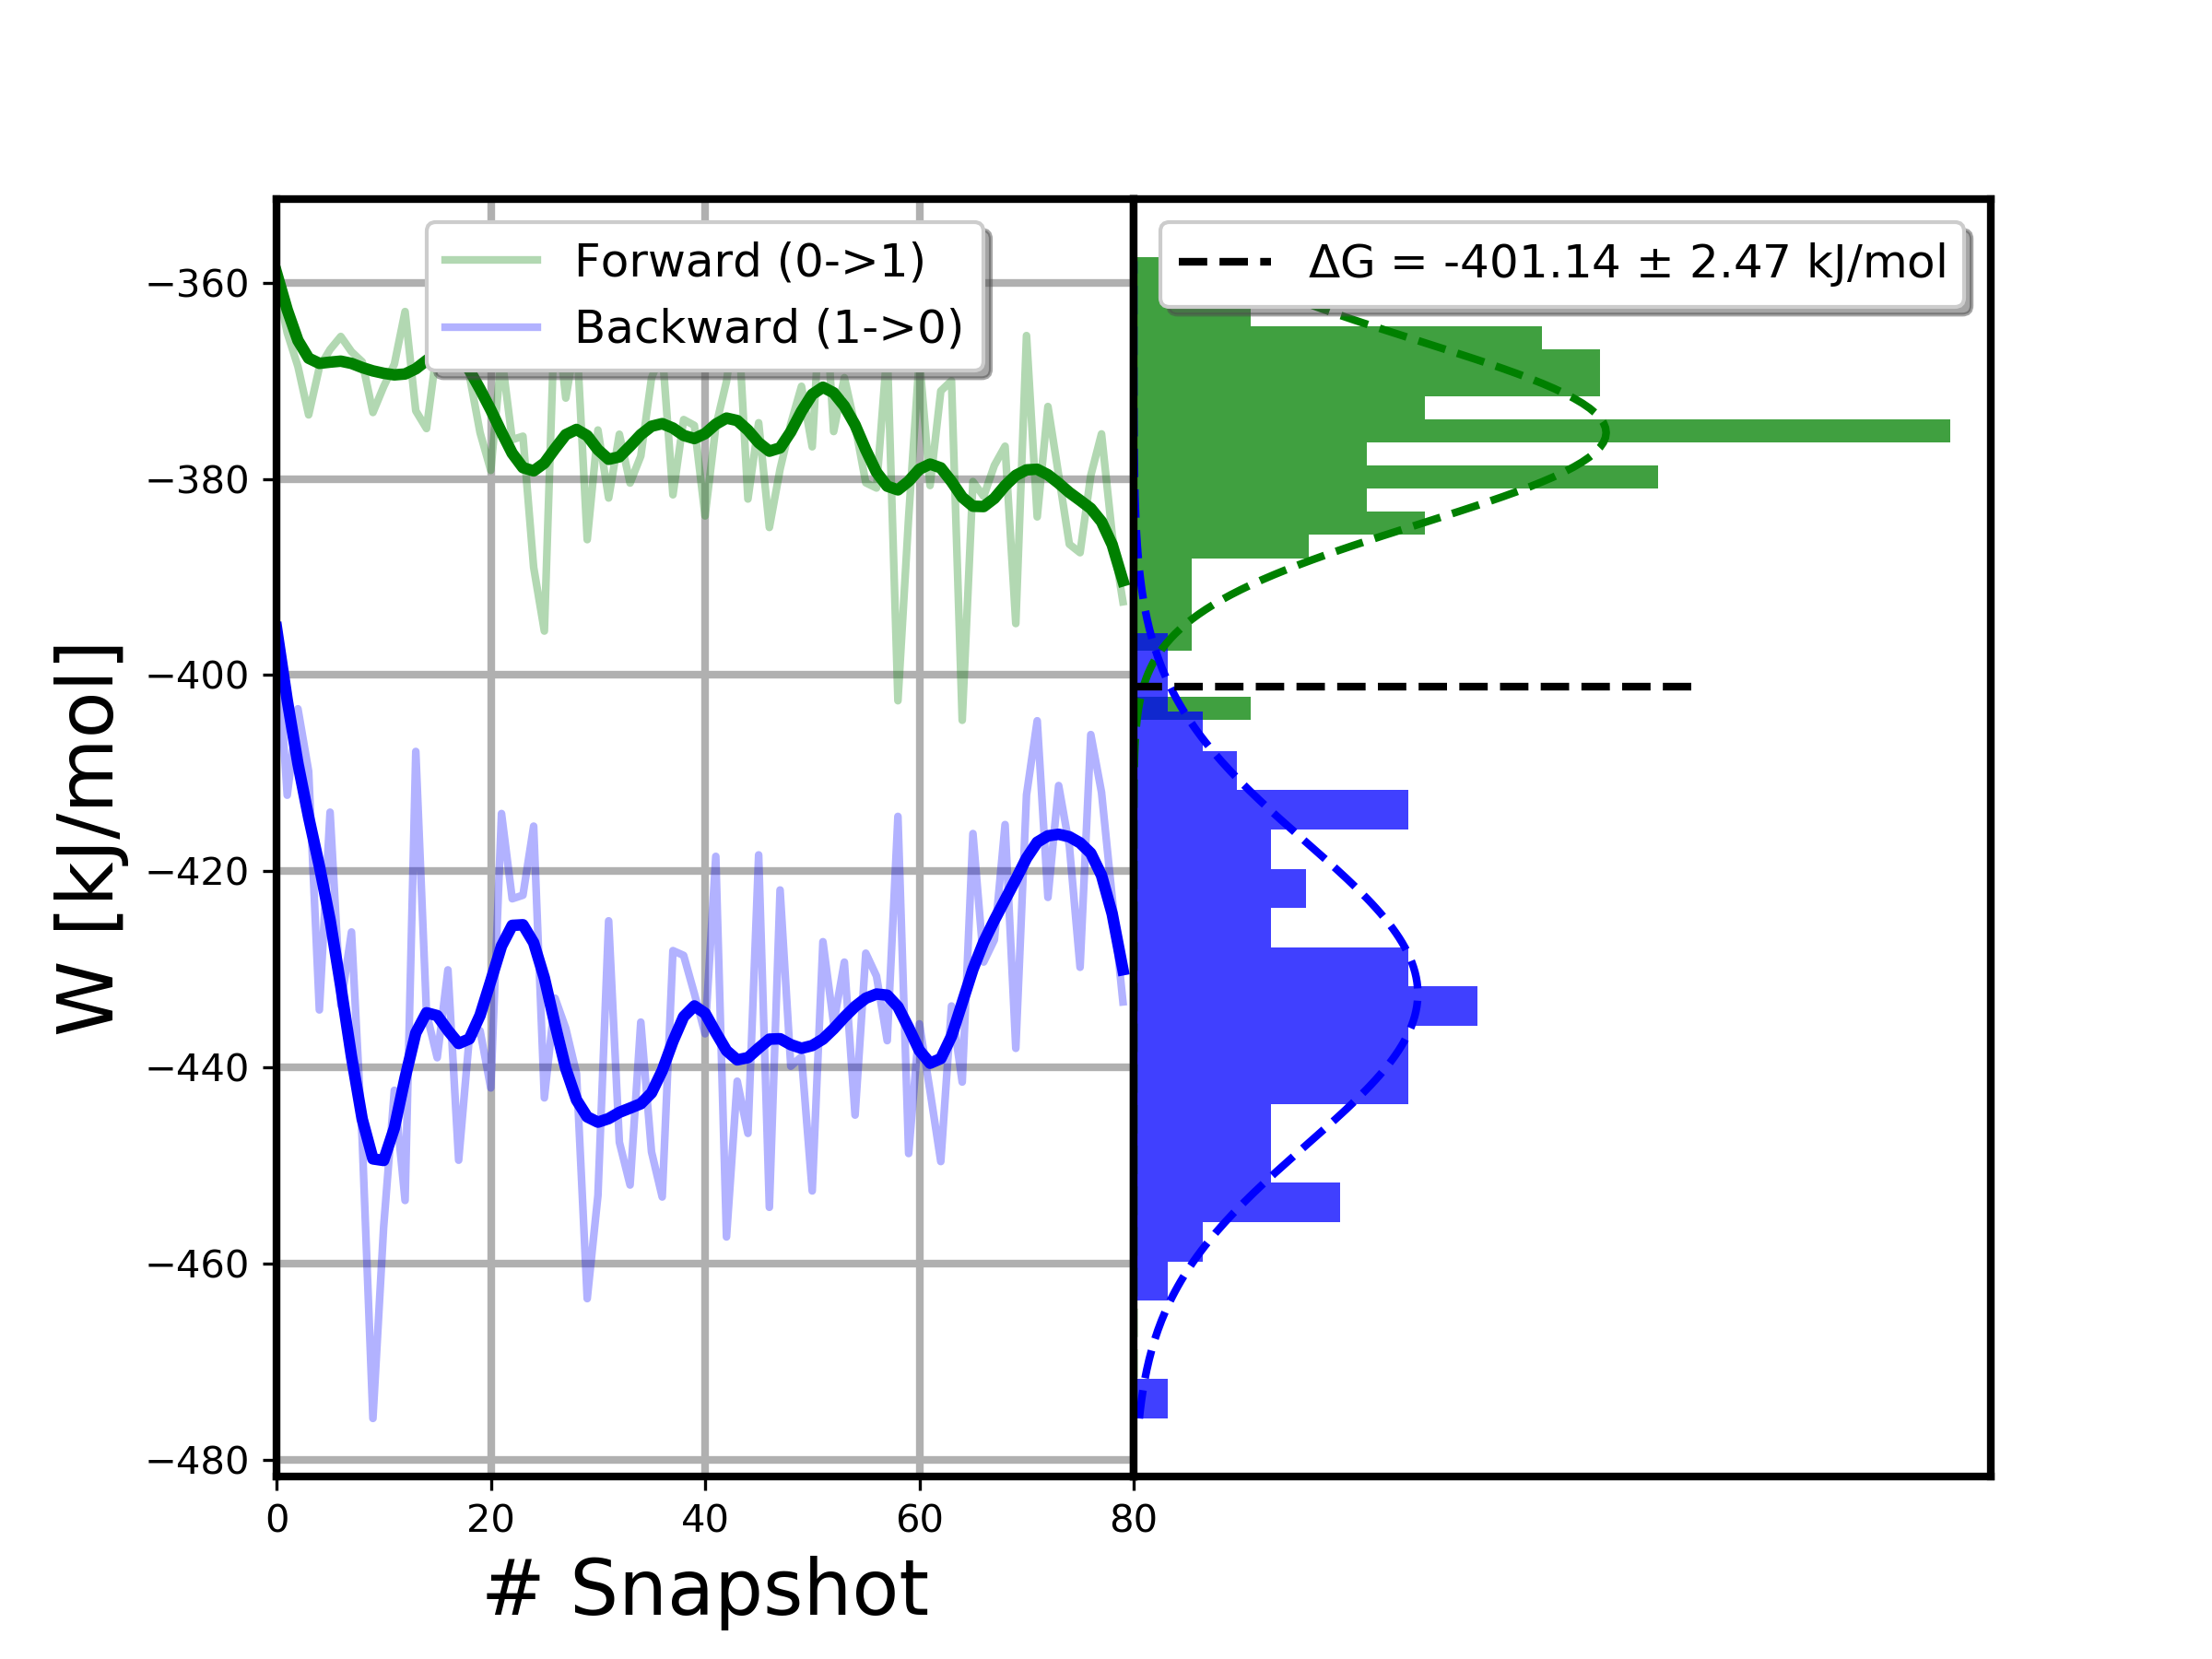 Forward (0->1)
Backward (1->0)
ΔG = -401.14 ± 2.47 kJ/mol
W [kJ/mol]
−360
−380
−400
−420
−440
−460
−480
0 20 40 60 80
# Snapshot